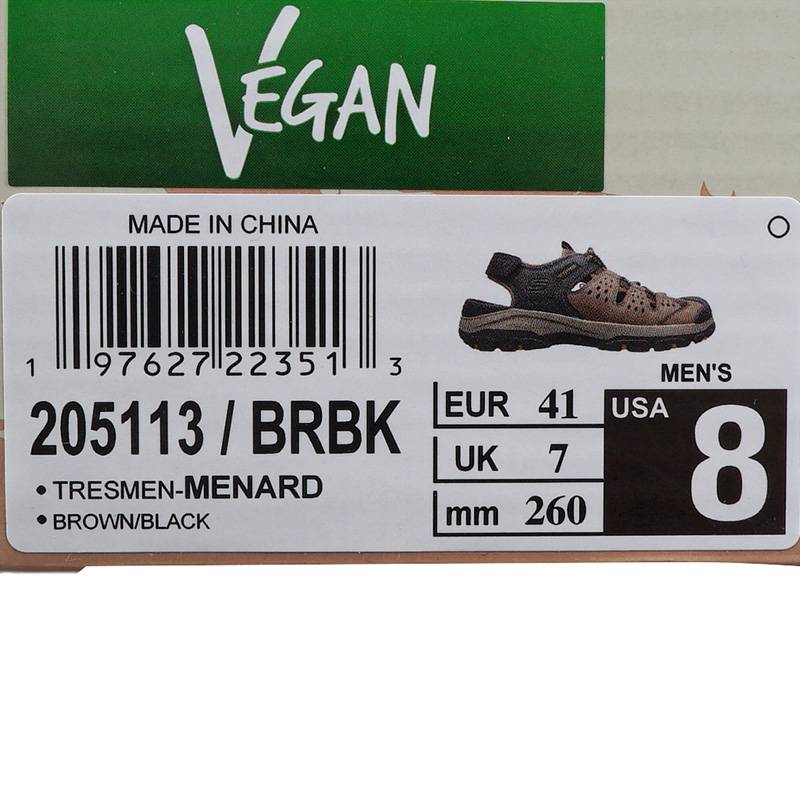 VEGAN
MADE IN CHINA
1 97627 22351 3
205113 / BRBK
• TRESMEN-MENARD
• BROWN/BLACK
MEN'S
EUR 41
UK 7
mm 260
USA 8